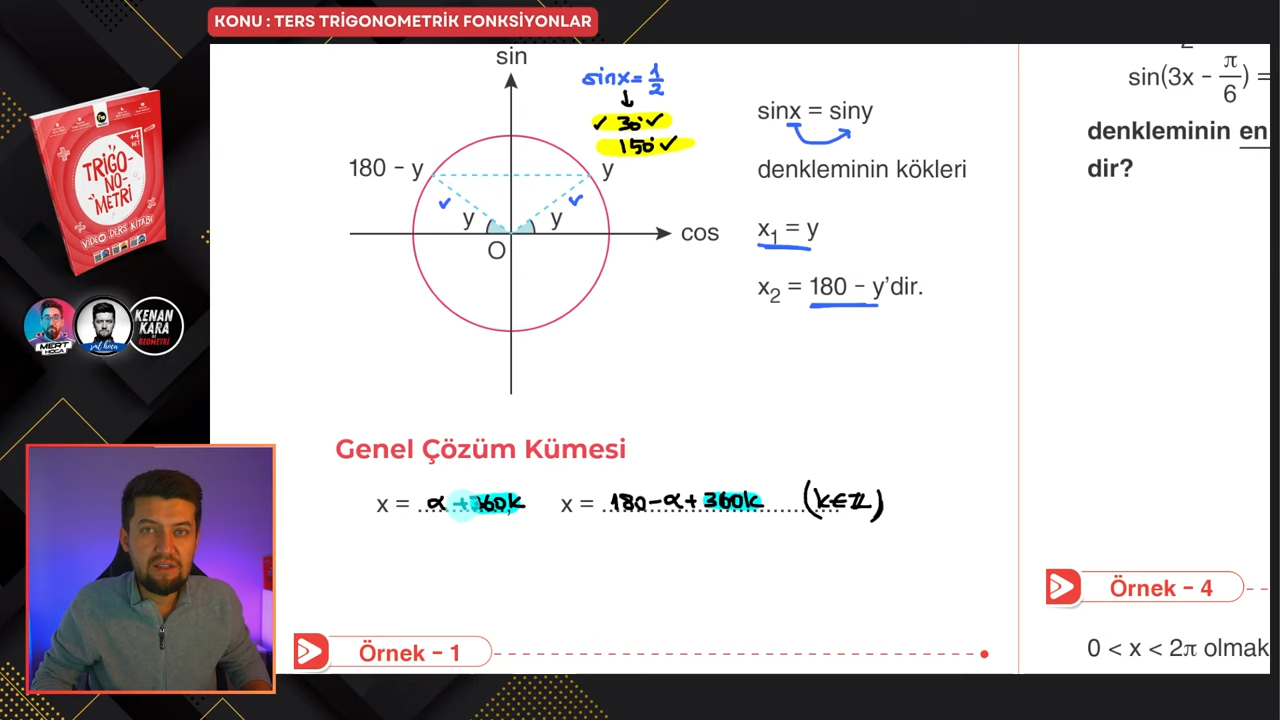 KONU : TERS TRİGONOMETRİK FONKSİYONLAR
+4 NET
TRİGO-
NO-
METRİ
VİDEO DERS KİTABI
MERT HOCA
KENAN
KARA
GEOMETRİ
sin
sinx = 1/2
30°
150°
180 − y
y
y
y
O
cos
sinx = siny
denkleminin kökleri
x₁ = y
x₂ = 180 − y'dir.
Genel Çözüm Kümesi
x = α + 360k, x = 180 − α + 360k (k∈Z)
Örnek − 1
sin(3x − π/6) =
denkleminin en
dir?
Örnek − 4
0 < x < 2π olmak